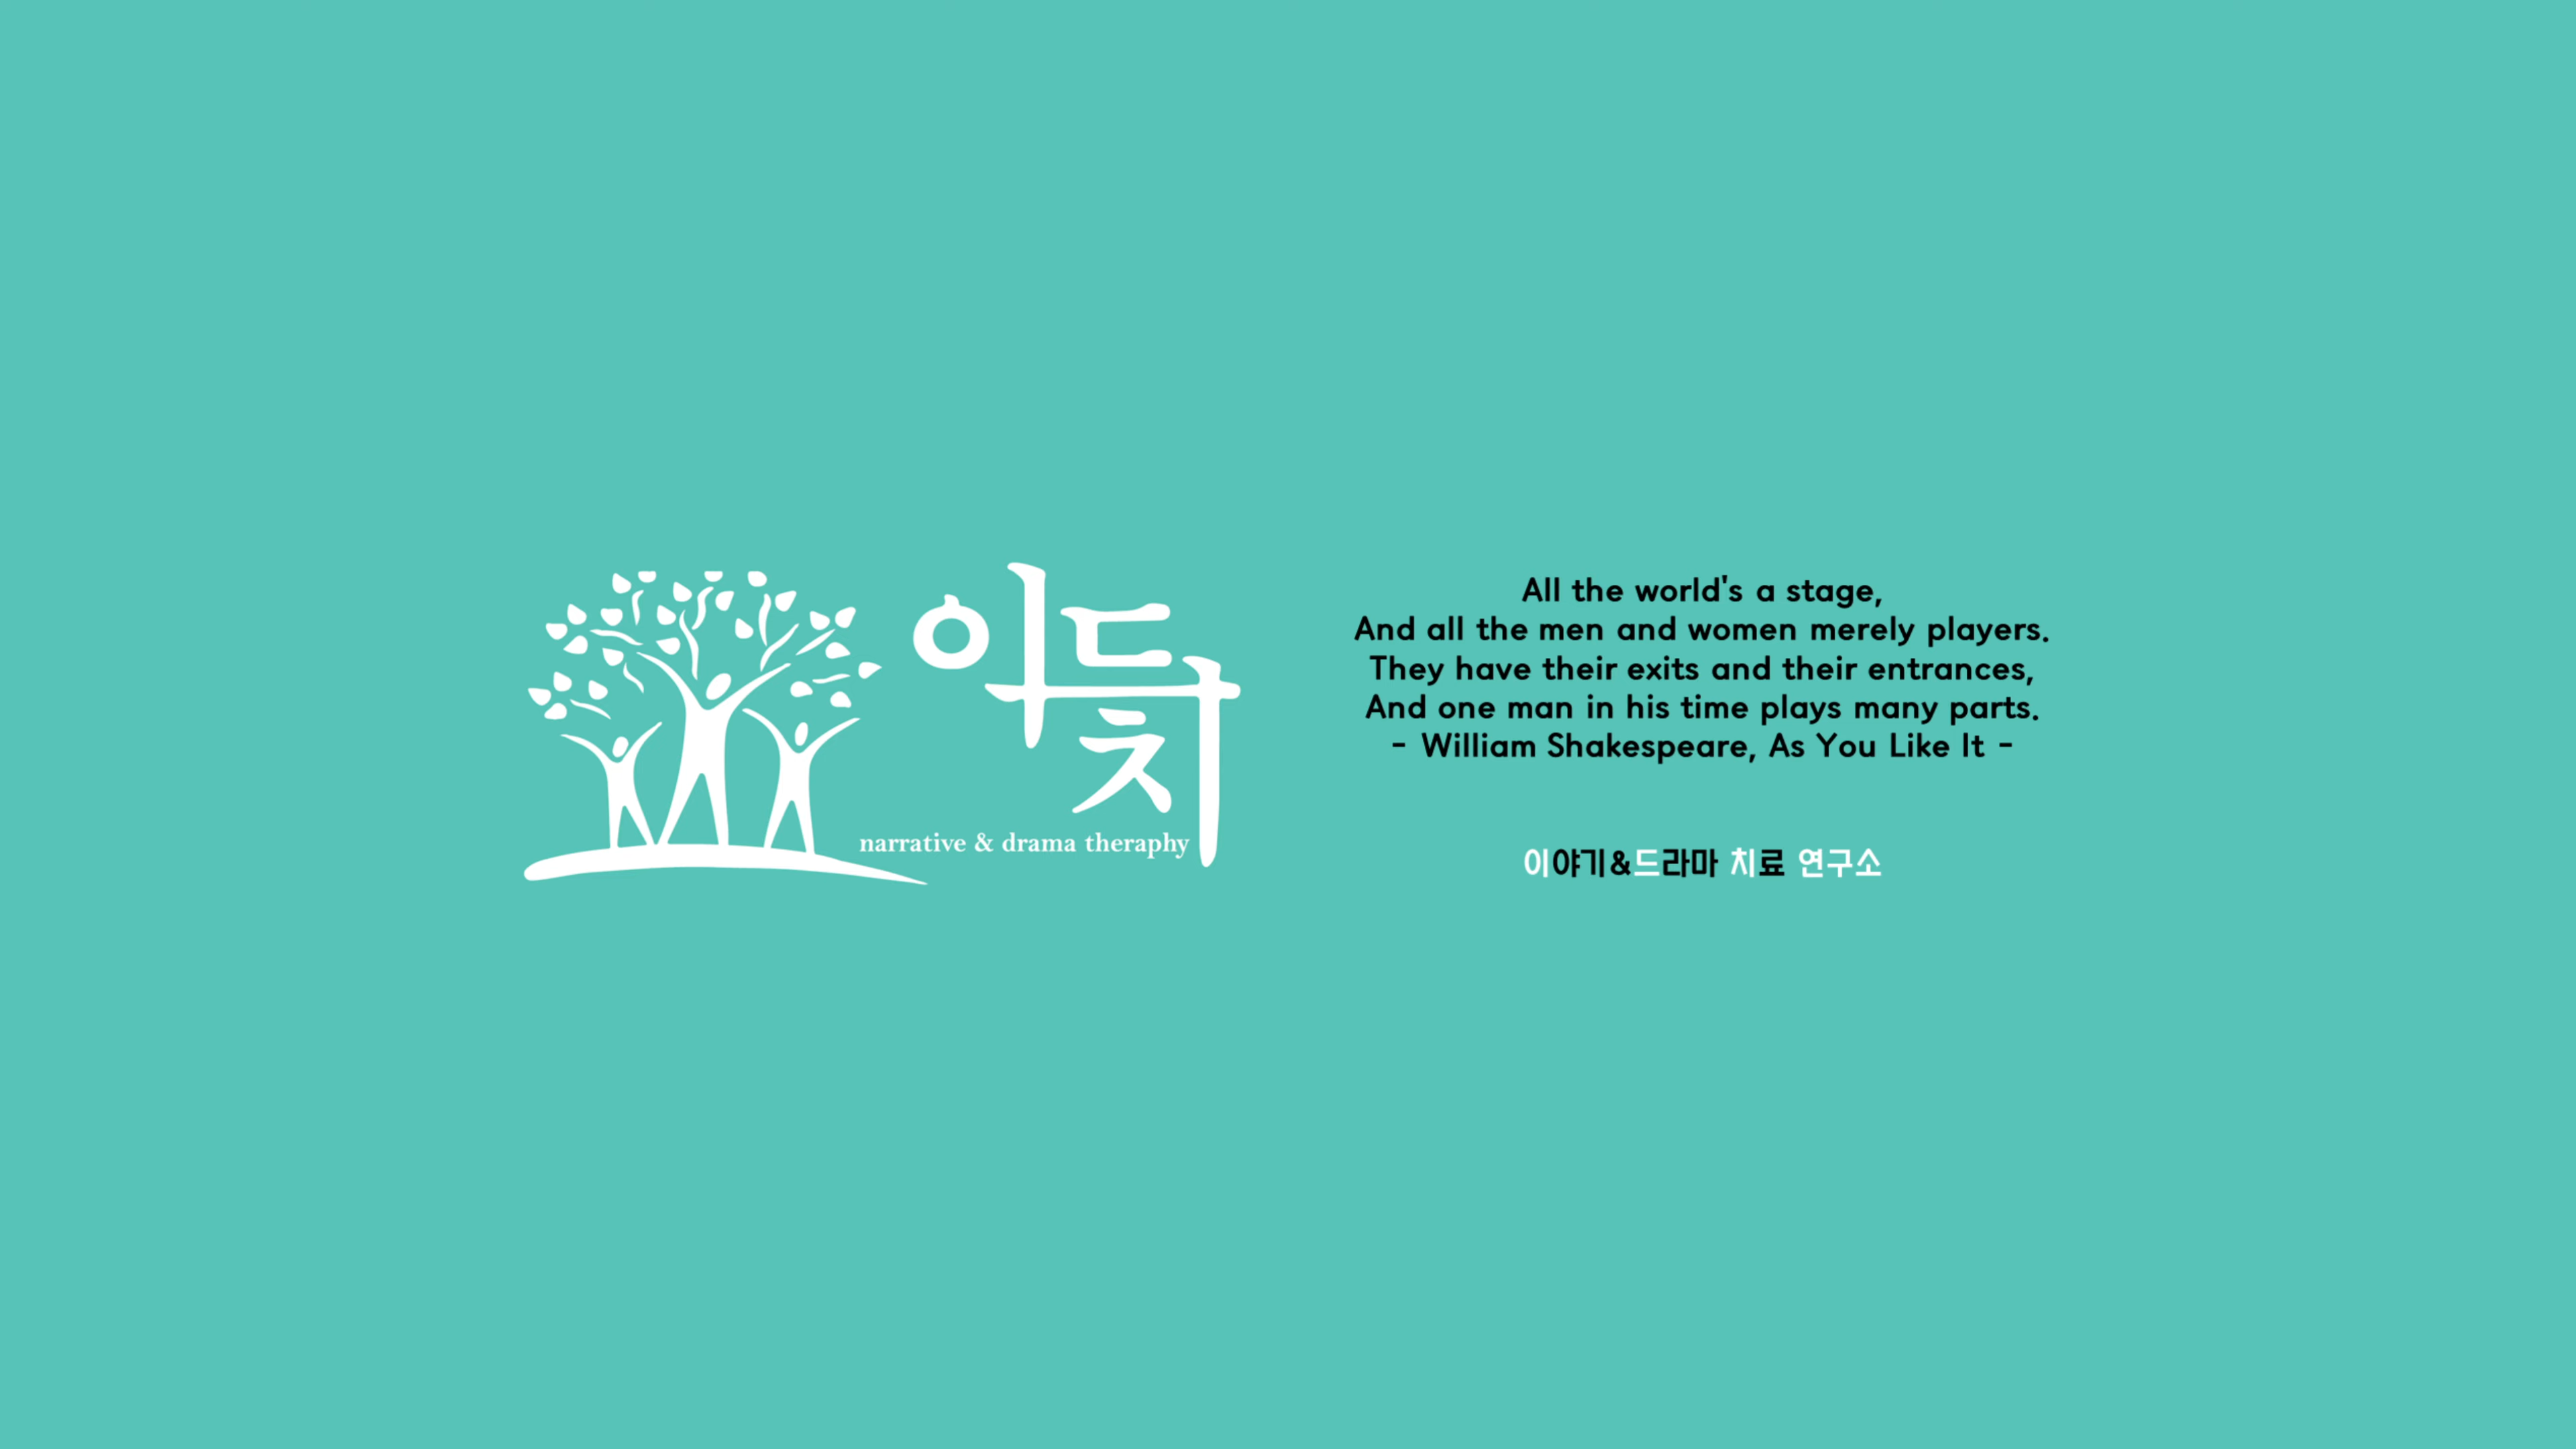 이드치
narrative & drama theraphy
All the world's a stage,
And all the men and women merely players.
They have their exits and their entrances,
And one man in his time plays many parts.
- William Shakespeare, As You Like It -
이야기&드라마 치료 연구소